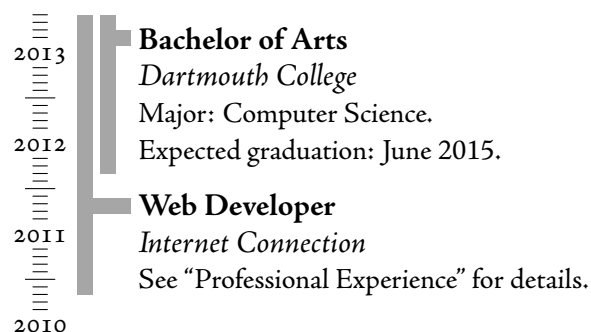 2013
Bachelor of Arts
Dartmouth College
Major: Computer Science.
2012
Expected graduation: June 2015.
Web Developer
2011
Internet Connection
See “Professional Experience” for details.
2010